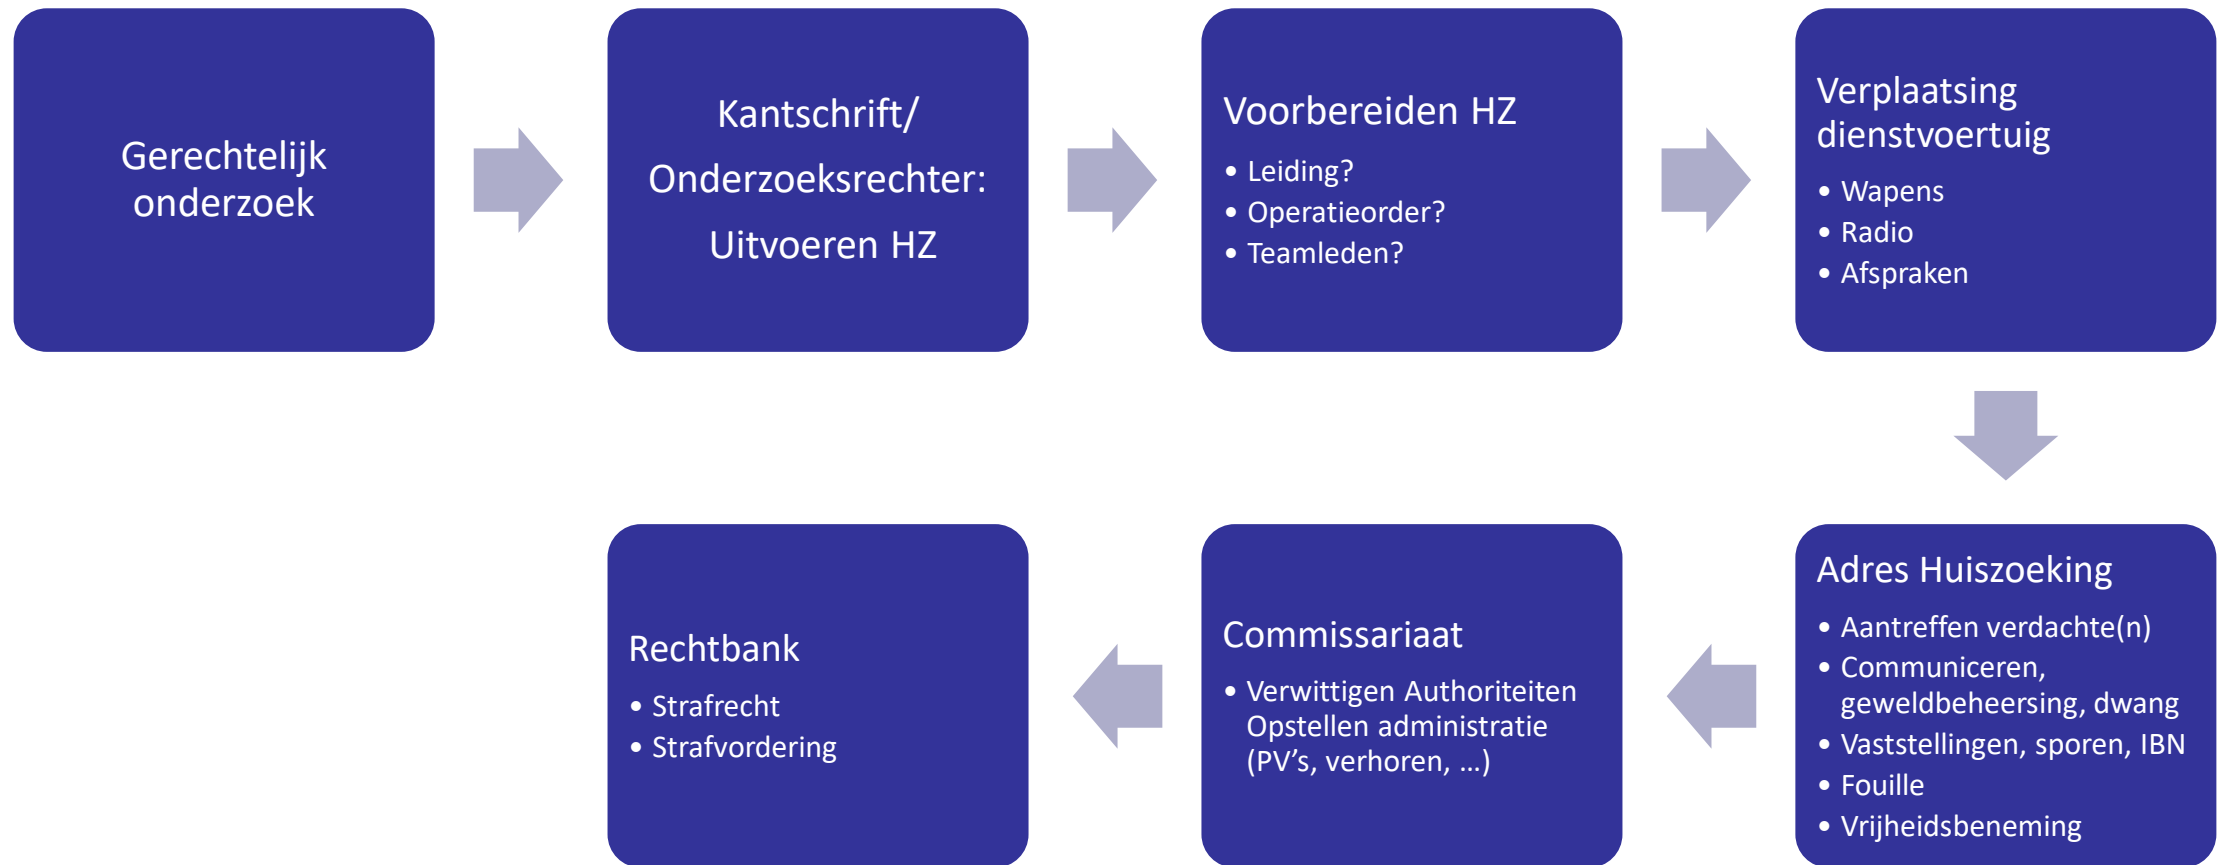 Gerechtelijk
onderzoek
Kantschrift/
Onderzoeksrechter:
Uitvoeren HZ
Voorbereiden HZ
• Leiding?
• Operatieorder?
• Teamleden?
Verplaatsing
dienstvoertuig
• Wapens
• Radio
• Afspraken
Adres Huiszoeking
• Aantreffen verdachte(n)
• Communiceren,
geweldbeheersing, dwang
• Vaststellingen, sporen, IBN
• Fouille
• Vrijheidsbeneming
Commissariaat
• Verwittigen Authoriteiten
Opstellen administratie
(PV’s, verhoren, …)
Rechtbank
• Strafrecht
• Strafvordering